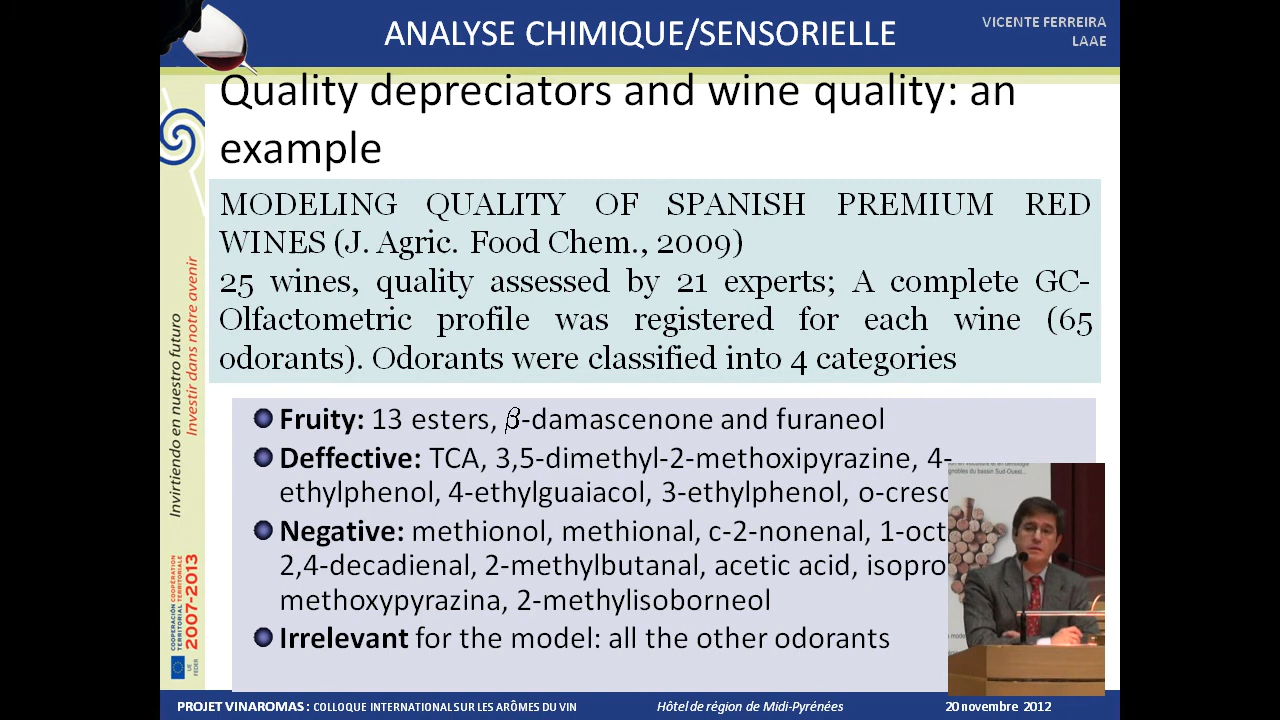 ANALYSE CHIMIQUE/SENSORIELLE
VICENTE FERREIRA
LAAE
Quality depreciators and wine quality: an
example
MODELING QUALITY OF SPANISH PREMIUM RED
WINES (J. Agric. Food Chem., 2009)
25 wines, quality assessed by 21 experts; A complete GC-
Olfactometric profile was registered for each wine (65
odorants). Odorants were classified into 4 categories
Fruity: 13 esters, β-damascenone and furaneol
Deffective: TCA, 3,5-dimethyl-2-methoxipyrazine, 4-
ethylphenol, 4-ethylguaiacol, 3-ethylphenol,
Negative: methionol, methional, c-2-nonenal,
2,4-decadienal, 2-methylbutanal, acetic acid,
methoxypyrazina, 2-methylisoborneol
Irrelevant for the model: all the other odorants
Invirtiendo en nuestro futuro
Investir dans notre avenir
COOPERACIÓN TERRITORIAL
COOPÉRATION TERRITORIALE
2007-2013
UE
FEDER
PROJET VINAROMAS : COLLOQUE INTERNATIONAL SUR LES ARÔMES DU VIN
Hôtel de région de Midi-Pyrénées
20 novembre 2012